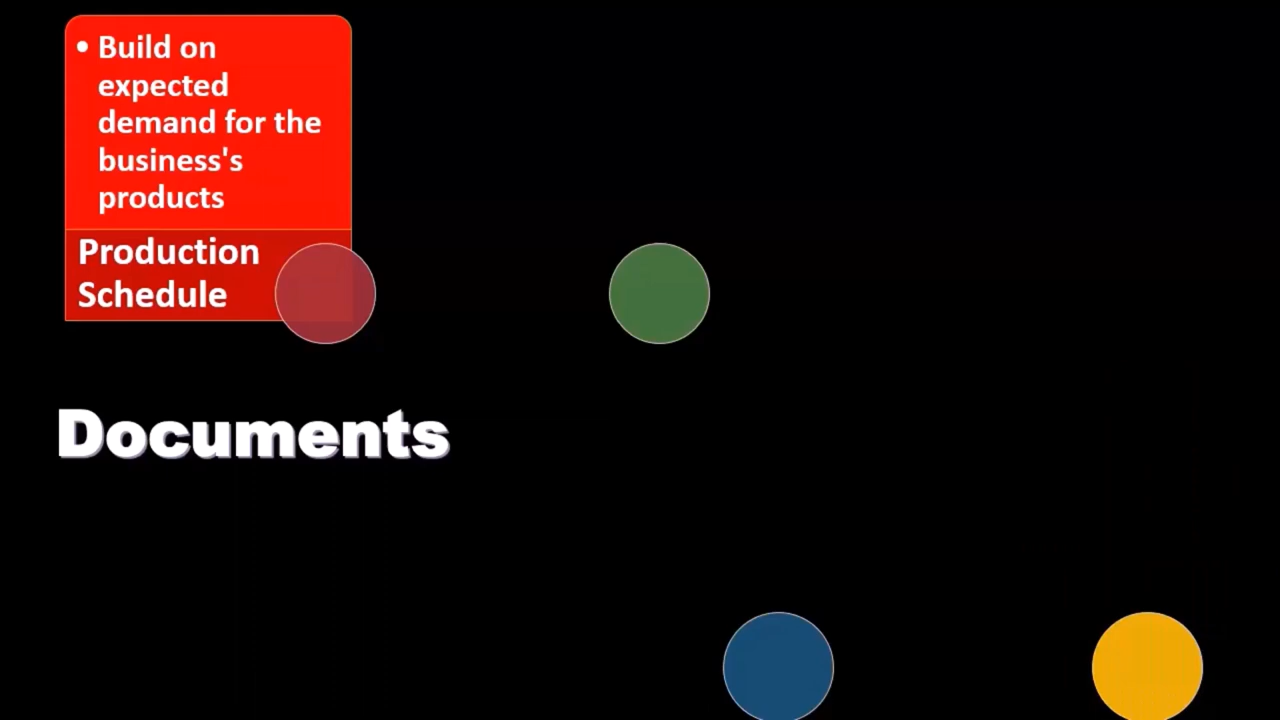 • Build on
expected
demand for the
business's
products
Production
Schedule
Documents